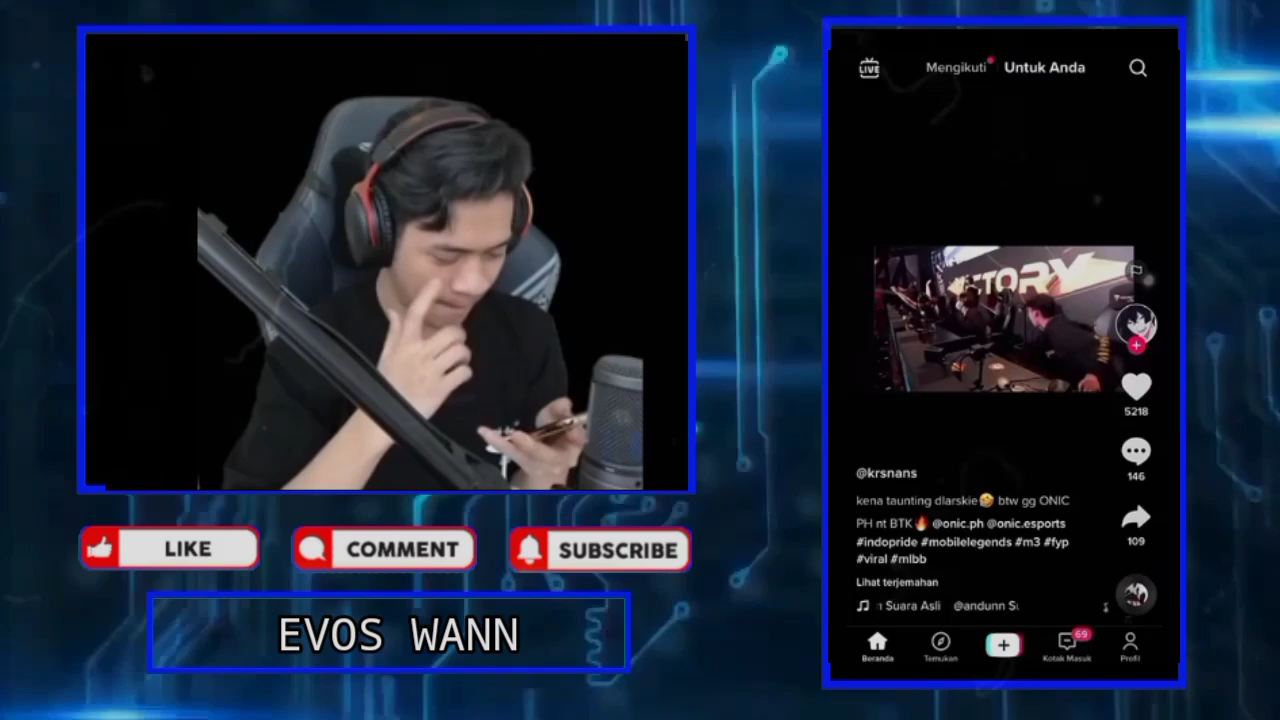 LIKE
COMMENT
SUBSCRIBE
EVOS WANN
LIVE
Mengikuti
Untuk Anda
5218
146
109
@krsnans
kena taunting dlarskie🤣 btw gg ONIC
PH nt BTK🔥 @onic.ph @onic.esports
#indopride #mobilelegends #m3 #fyp
#viral #mlbb
Lihat terjemahan
Suara Asli @andunn
Beranda
Temukan
69
Kotak Masuk
Profil